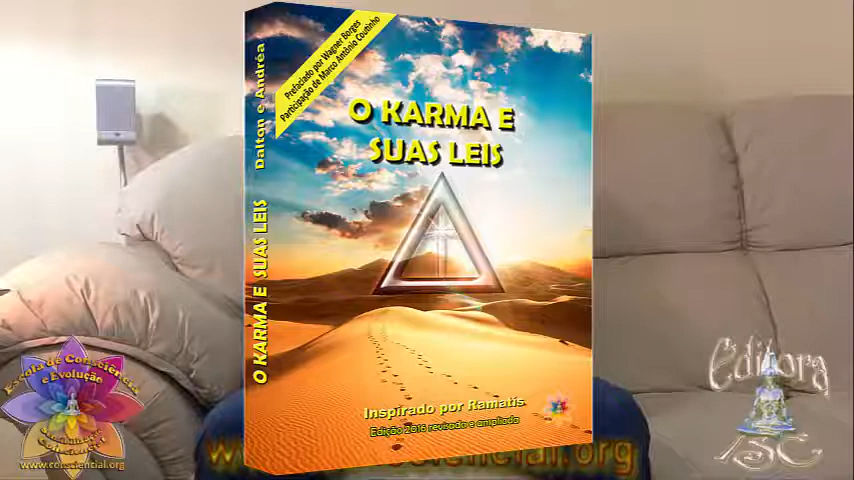 Prefaciado por Wagner Borges
Participação de Marco Antônio Coutinho
O KARMA E
SUAS LEIS
Dalton e Andréa
O KARMA E SUAS LEIS
Inspirado por Ramatís
Edição 2016 revisada e ampliada
Escola de Consciência
e Evolução
www.consciencial.org
Editora
ISC